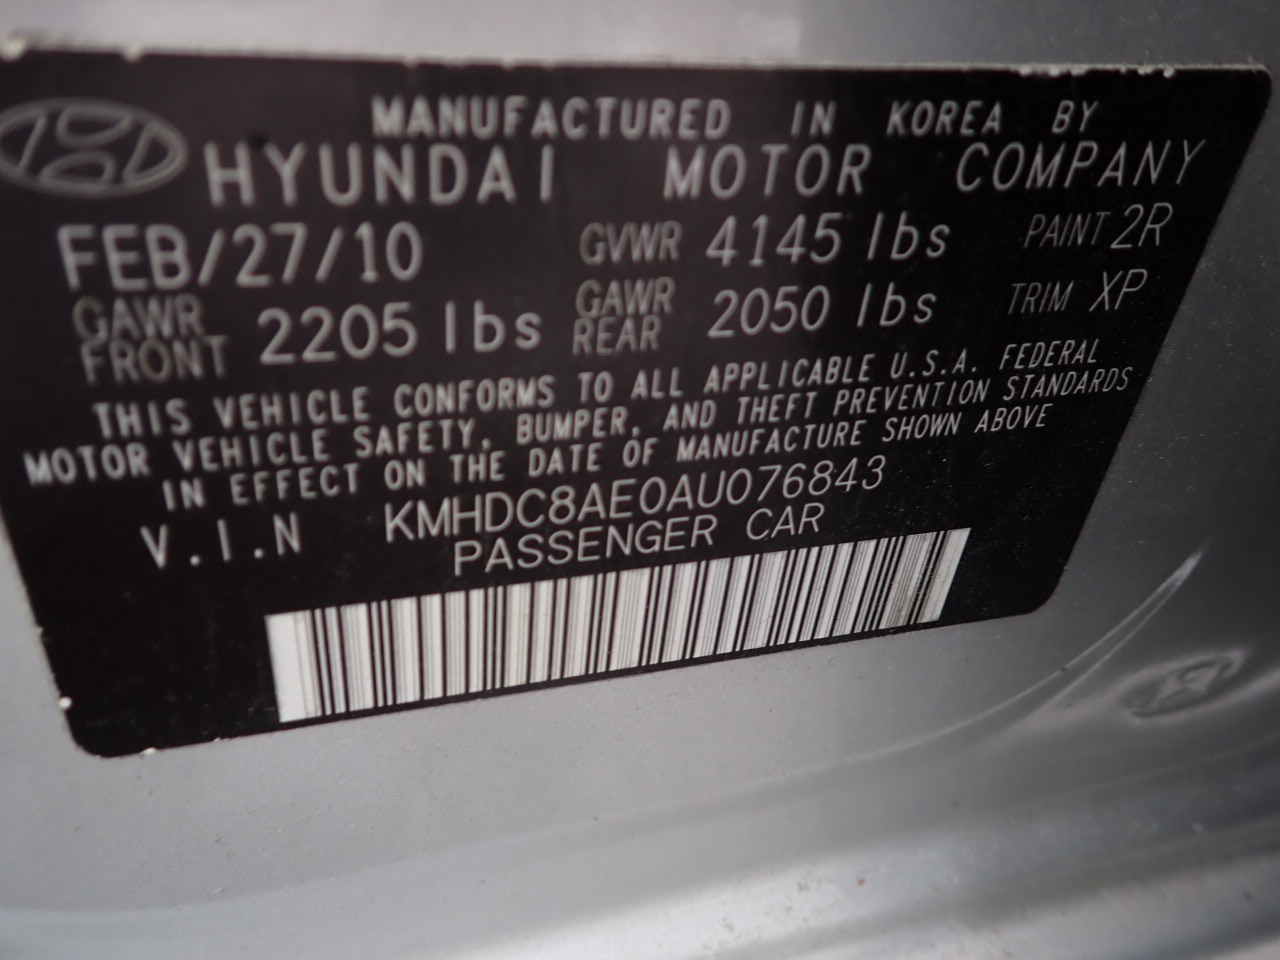 MANUFACTURED IN KOREA BY
HYUNDAI MOTOR COMPANY
FEB/27/10 GVWR 4145 lbs PAINT 2R
GAWR FRONT 2205 lbs GAWR REAR 2050 lbs TRIM XP
THIS VEHICLE CONFORMS TO ALL APPLICABLE U.S.A. FEDERAL
MOTOR VEHICLE SAFETY, BUMPER, AND THEFT PREVENTION STANDARDS
IN EFFECT ON THE DATE OF MANUFACTURE SHOWN ABOVE
V.I.N KMHDC8AE0AU076843
PASSENGER CAR